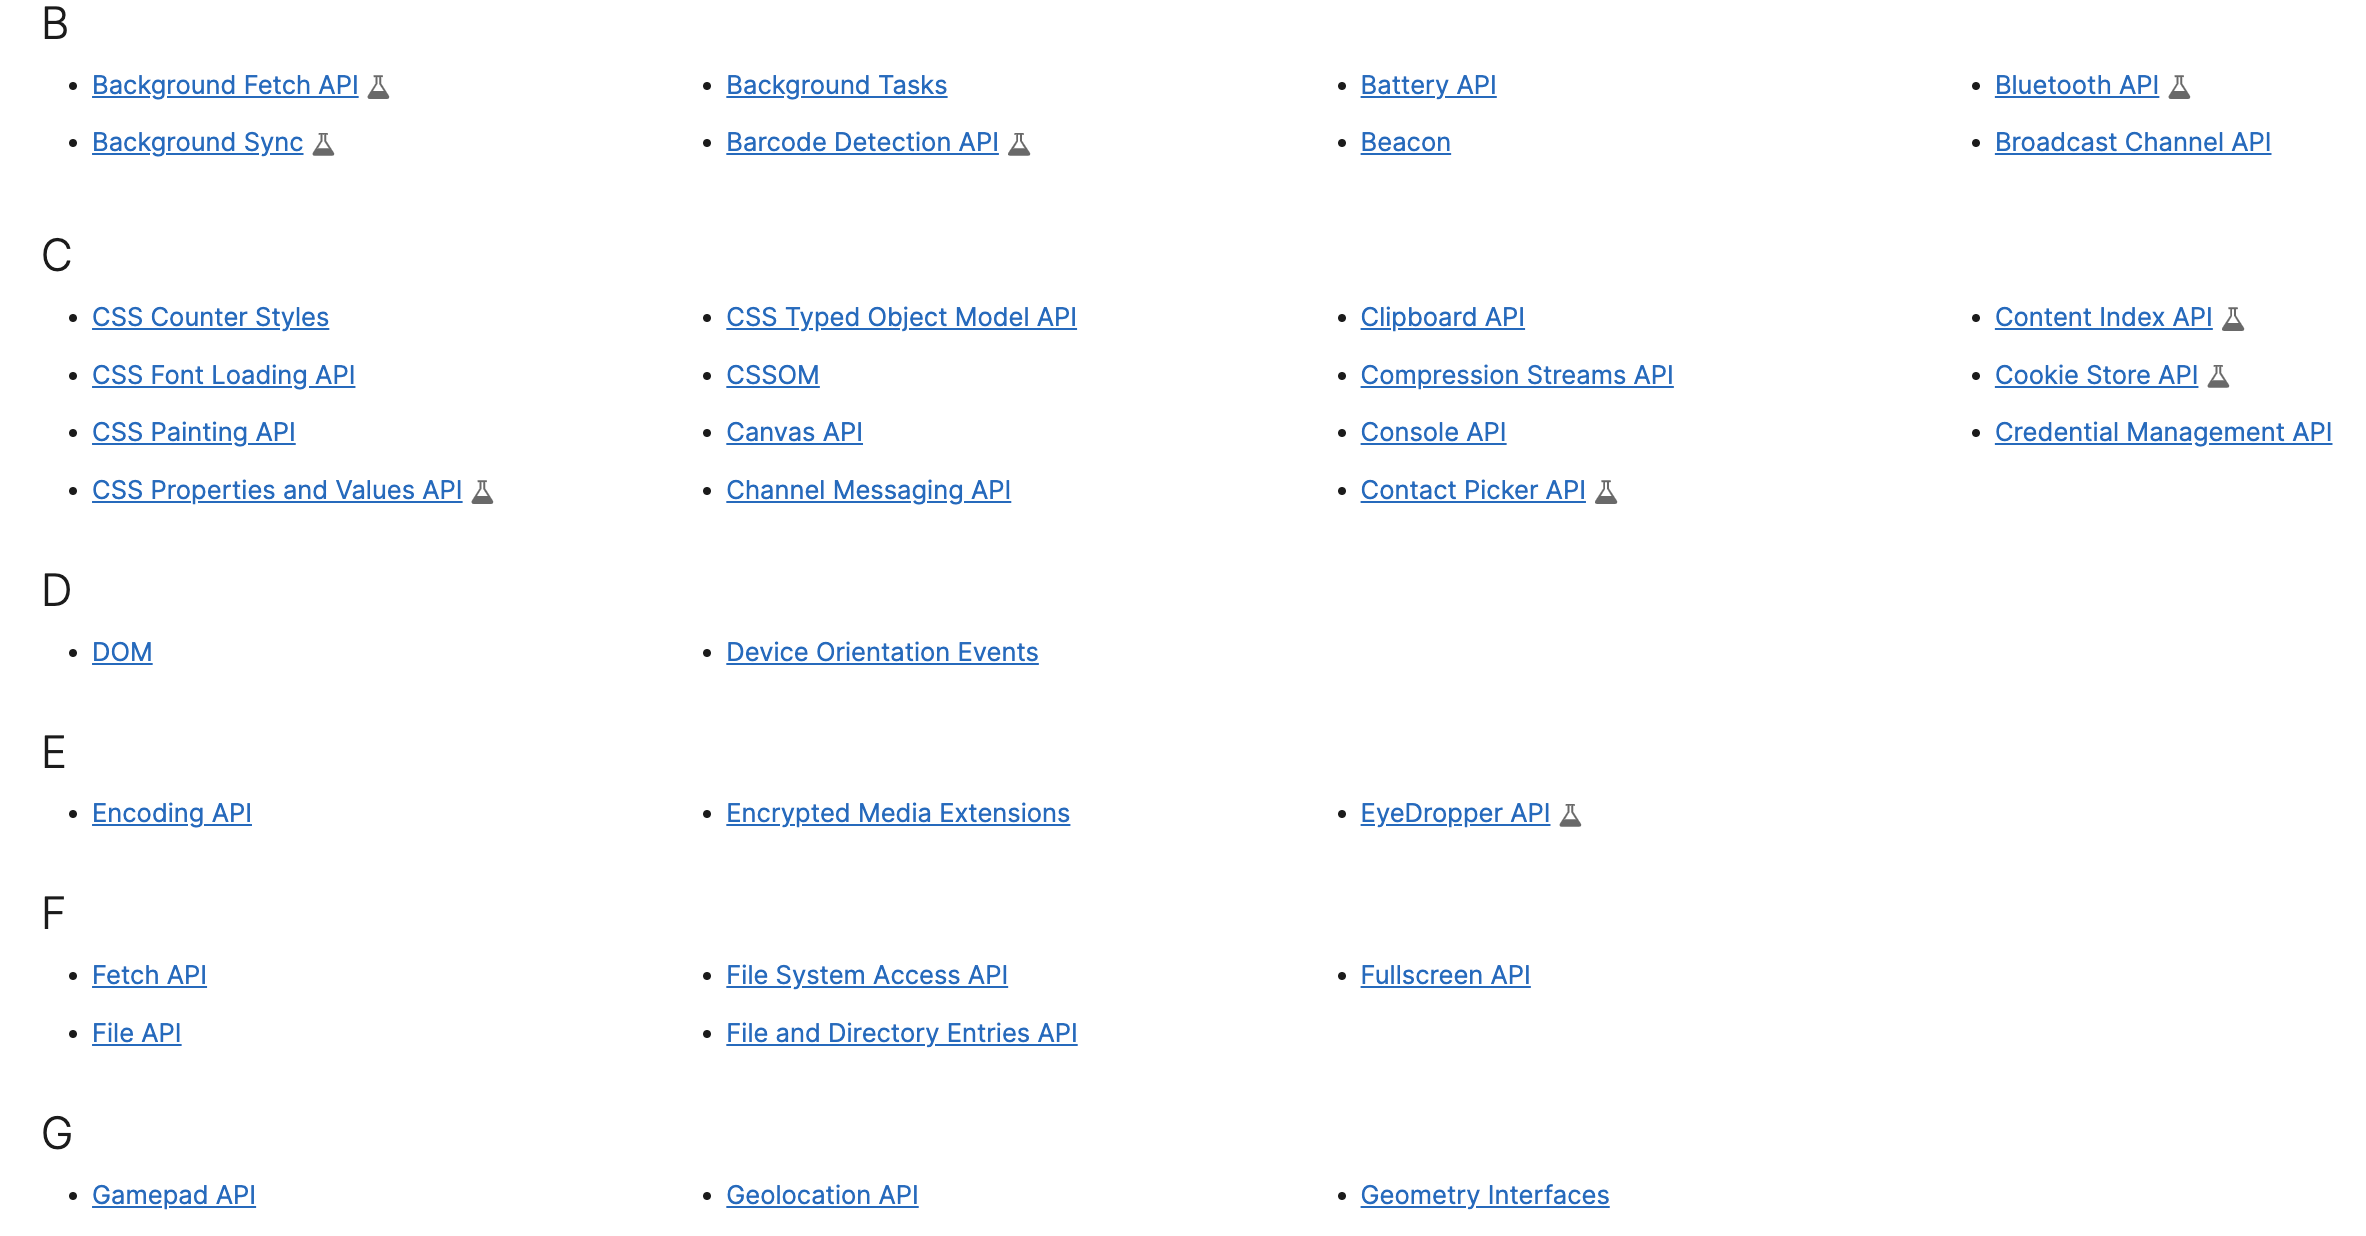 B
Background Fetch API
Background Sync
Background Tasks
Barcode Detection API
Battery API
Beacon
Bluetooth API
Broadcast Channel API
C
CSS Counter Styles
CSS Font Loading API
CSS Painting API
CSS Properties and Values API
CSS Typed Object Model API
CSSOM
Canvas API
Channel Messaging API
Clipboard API
Compression Streams API
Console API
Contact Picker API
Content Index API
Cookie Store API
Credential Management API
D
DOM
Device Orientation Events
E
Encoding API
Encrypted Media Extensions
EyeDropper API
F
Fetch API
File API
File System Access API
File and Directory Entries API
Fullscreen API
G
Gamepad API
Geolocation API
Geometry Interfaces